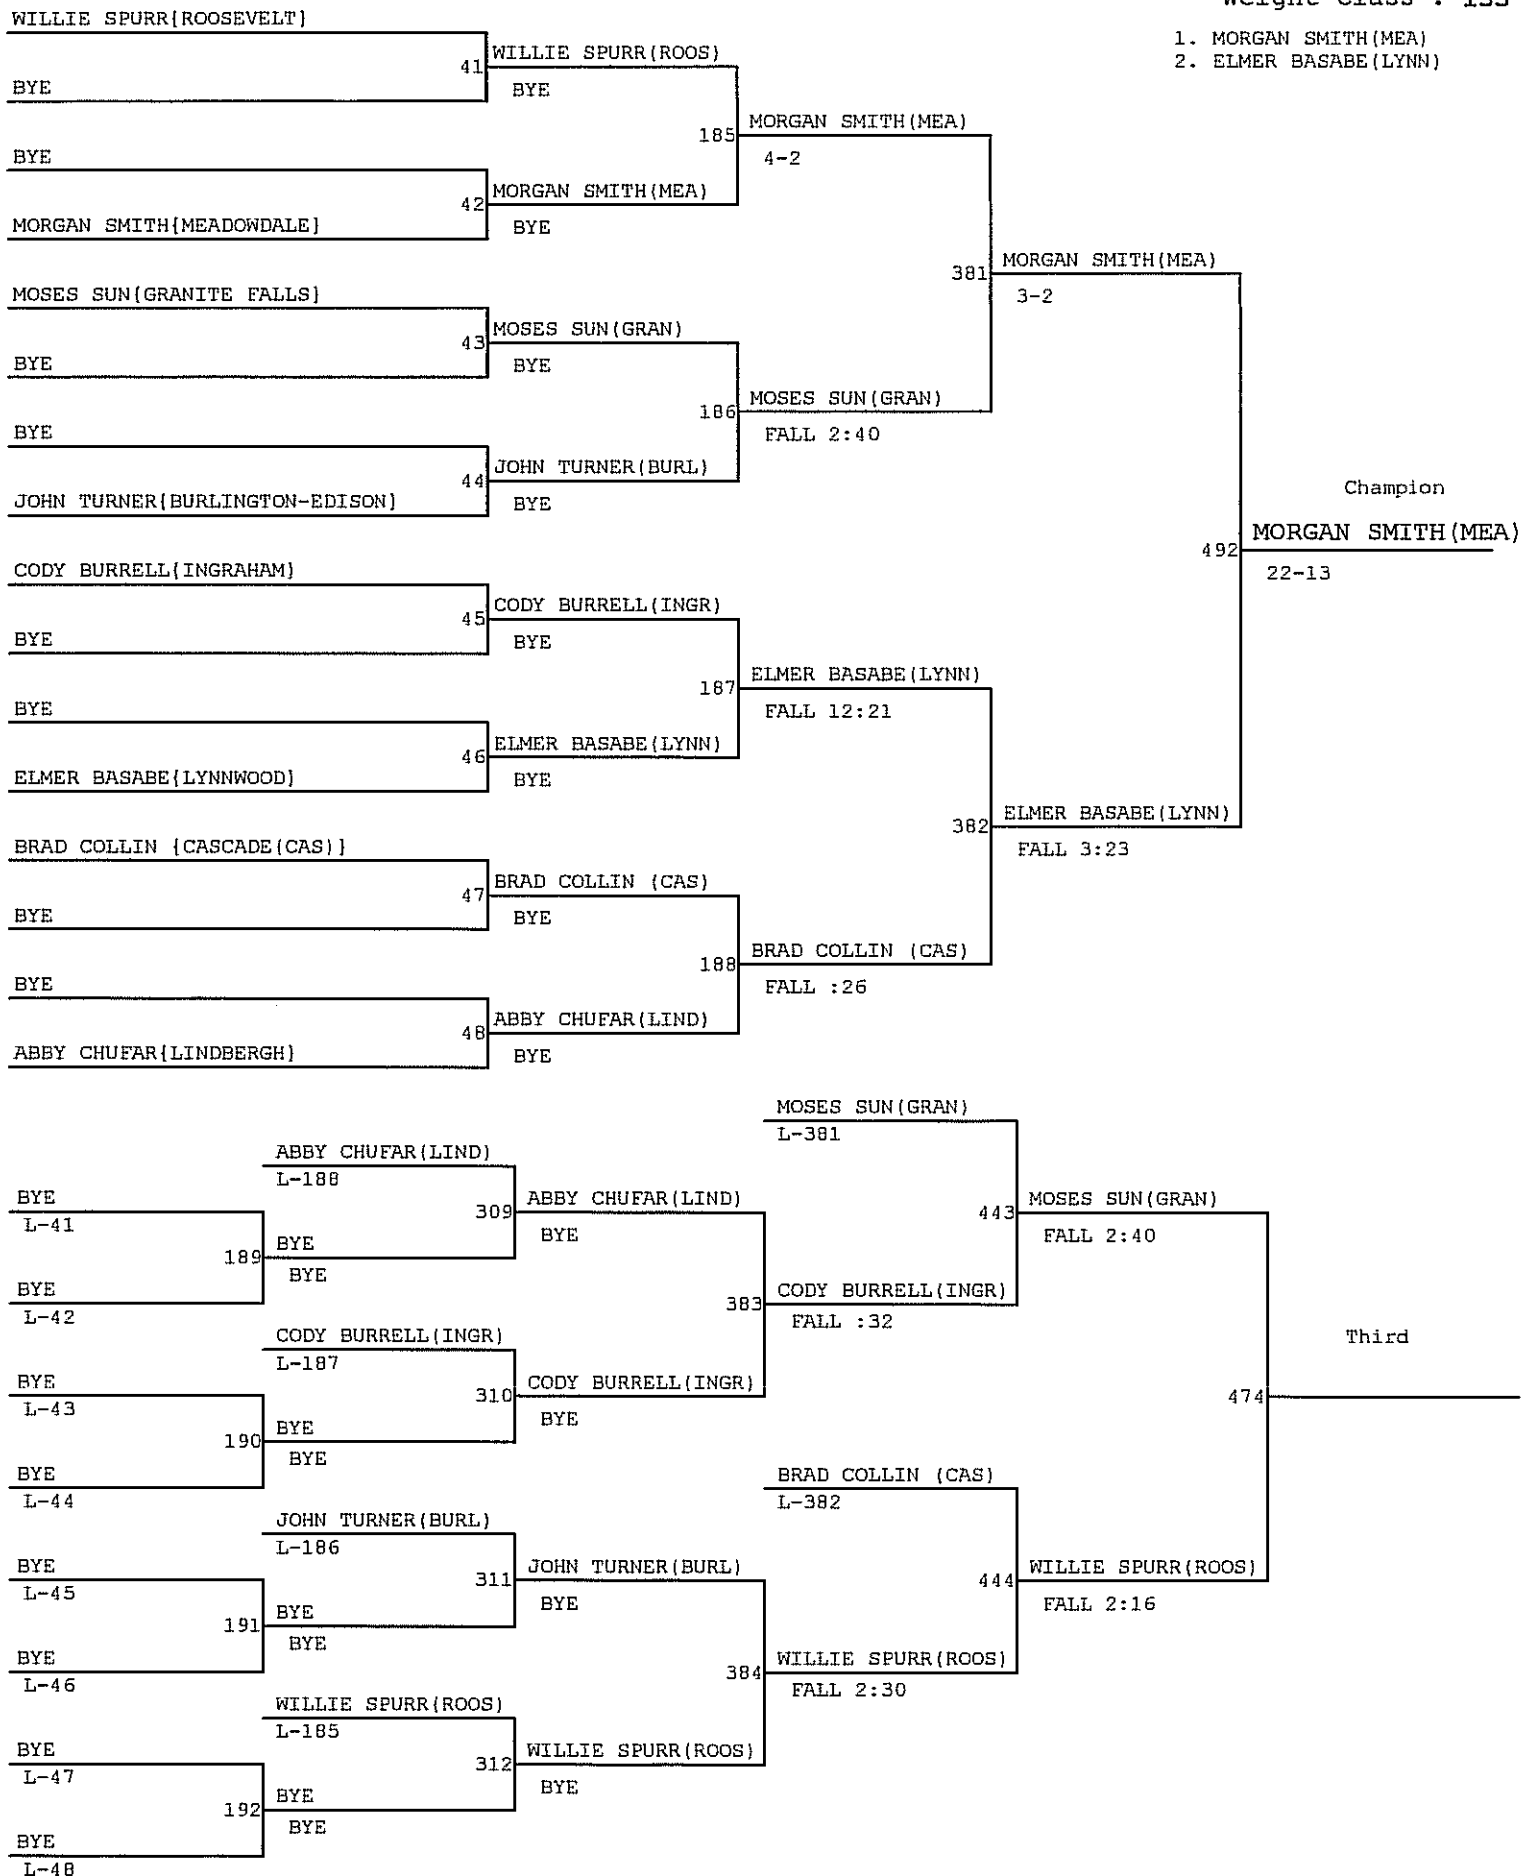 Weight Class : 135
1. MORGAN SMITH(MEA)
2. ELMER BASABE(LYNN)
WILLIE SPURR[ROOSEVELT]
41
WILLIE SPURR(ROOS)
BYE
BYE
185
MORGAN SMITH(MEA)
4-2
BYE
42
MORGAN SMITH(MEA)
BYE
MORGAN SMITH[MEADOWDALE]
381
MORGAN SMITH(MEA)
3-2
MOSES SUN[GRANITE FALLS]
43
MOSES SUN(GRAN)
BYE
BYE
186
MOSES SUN(GRAN)
FALL 2:40
BYE
44
JOHN TURNER(BURL)
BYE
JOHN TURNER[BURLINGTON-EDISON]
Champion
492
MORGAN SMITH(MEA)
22-13
CODY BURRELL[INGRAHAM]
45
CODY BURRELL(INGR)
BYE
BYE
187
ELMER BASABE(LYNN)
FALL 12:21
BYE
46
ELMER BASABE(LYNN)
BYE
ELMER BASABE[LYNNWOOD]
382
ELMER BASABE(LYNN)
FALL 3:23
BRAD COLLIN [CASCADE(CAS)]
47
BRAD COLLIN (CAS)
BYE
BYE
188
BRAD COLLIN (CAS)
FALL :26
BYE
48
ABBY CHUFAR(LIND)
BYE
ABBY CHUFAR[LINDBERGH]
MOSES SUN(GRAN)
L-381
ABBY CHUFAR(LIND)
L-188
BYE
L-41
309
ABBY CHUFAR(LIND)
BYE
443
MOSES SUN(GRAN)
FALL 2:40
189
BYE
BYE
BYE
L-42
383
CODY BURRELL(INGR)
FALL :32
CODY BURRELL(INGR)
L-187
Third
BYE
L-43
310
CODY BURRELL(INGR)
BYE
474
190
BYE
BYE
BYE
L-44
BRAD COLLIN (CAS)
L-382
JOHN TURNER(BURL)
L-186
BYE
L-45
311
JOHN TURNER(BURL)
BYE
444
WILLIE SPURR(ROOS)
FALL 2:16
191
BYE
BYE
BYE
L-46
384
WILLIE SPURR(ROOS)
FALL 2:30
WILLIE SPURR(ROOS)
L-185
BYE
L-47
312
WILLIE SPURR(ROOS)
BYE
192
BYE
BYE
BYE
L-48